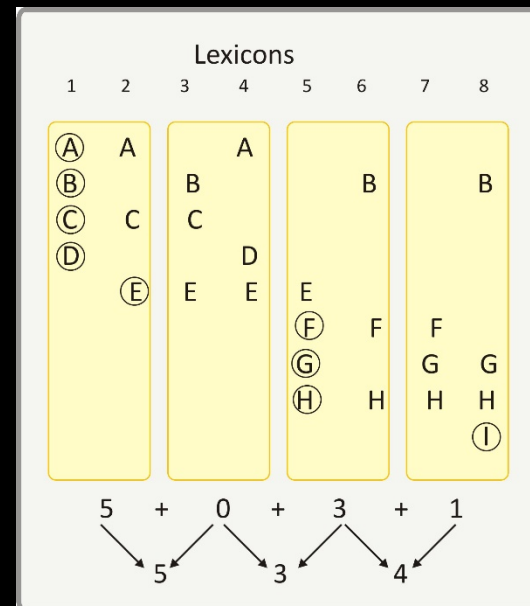 Lexicons
1 2 3 4 5 6 7 8
A A A
B B B B
C C C
D D
E E E E
F F F
G G G
H H H H
I
5 + 0 + 3 + 1
5 3 4